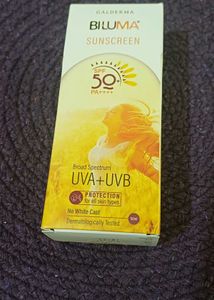 GALDERMA
BILUMA
SUNSCREEN
SPF
50+
PA++++
Broad Spectrum
UVA+UVB
PROTECTION
for all skin types
No White Cast
Dermatologically Tested